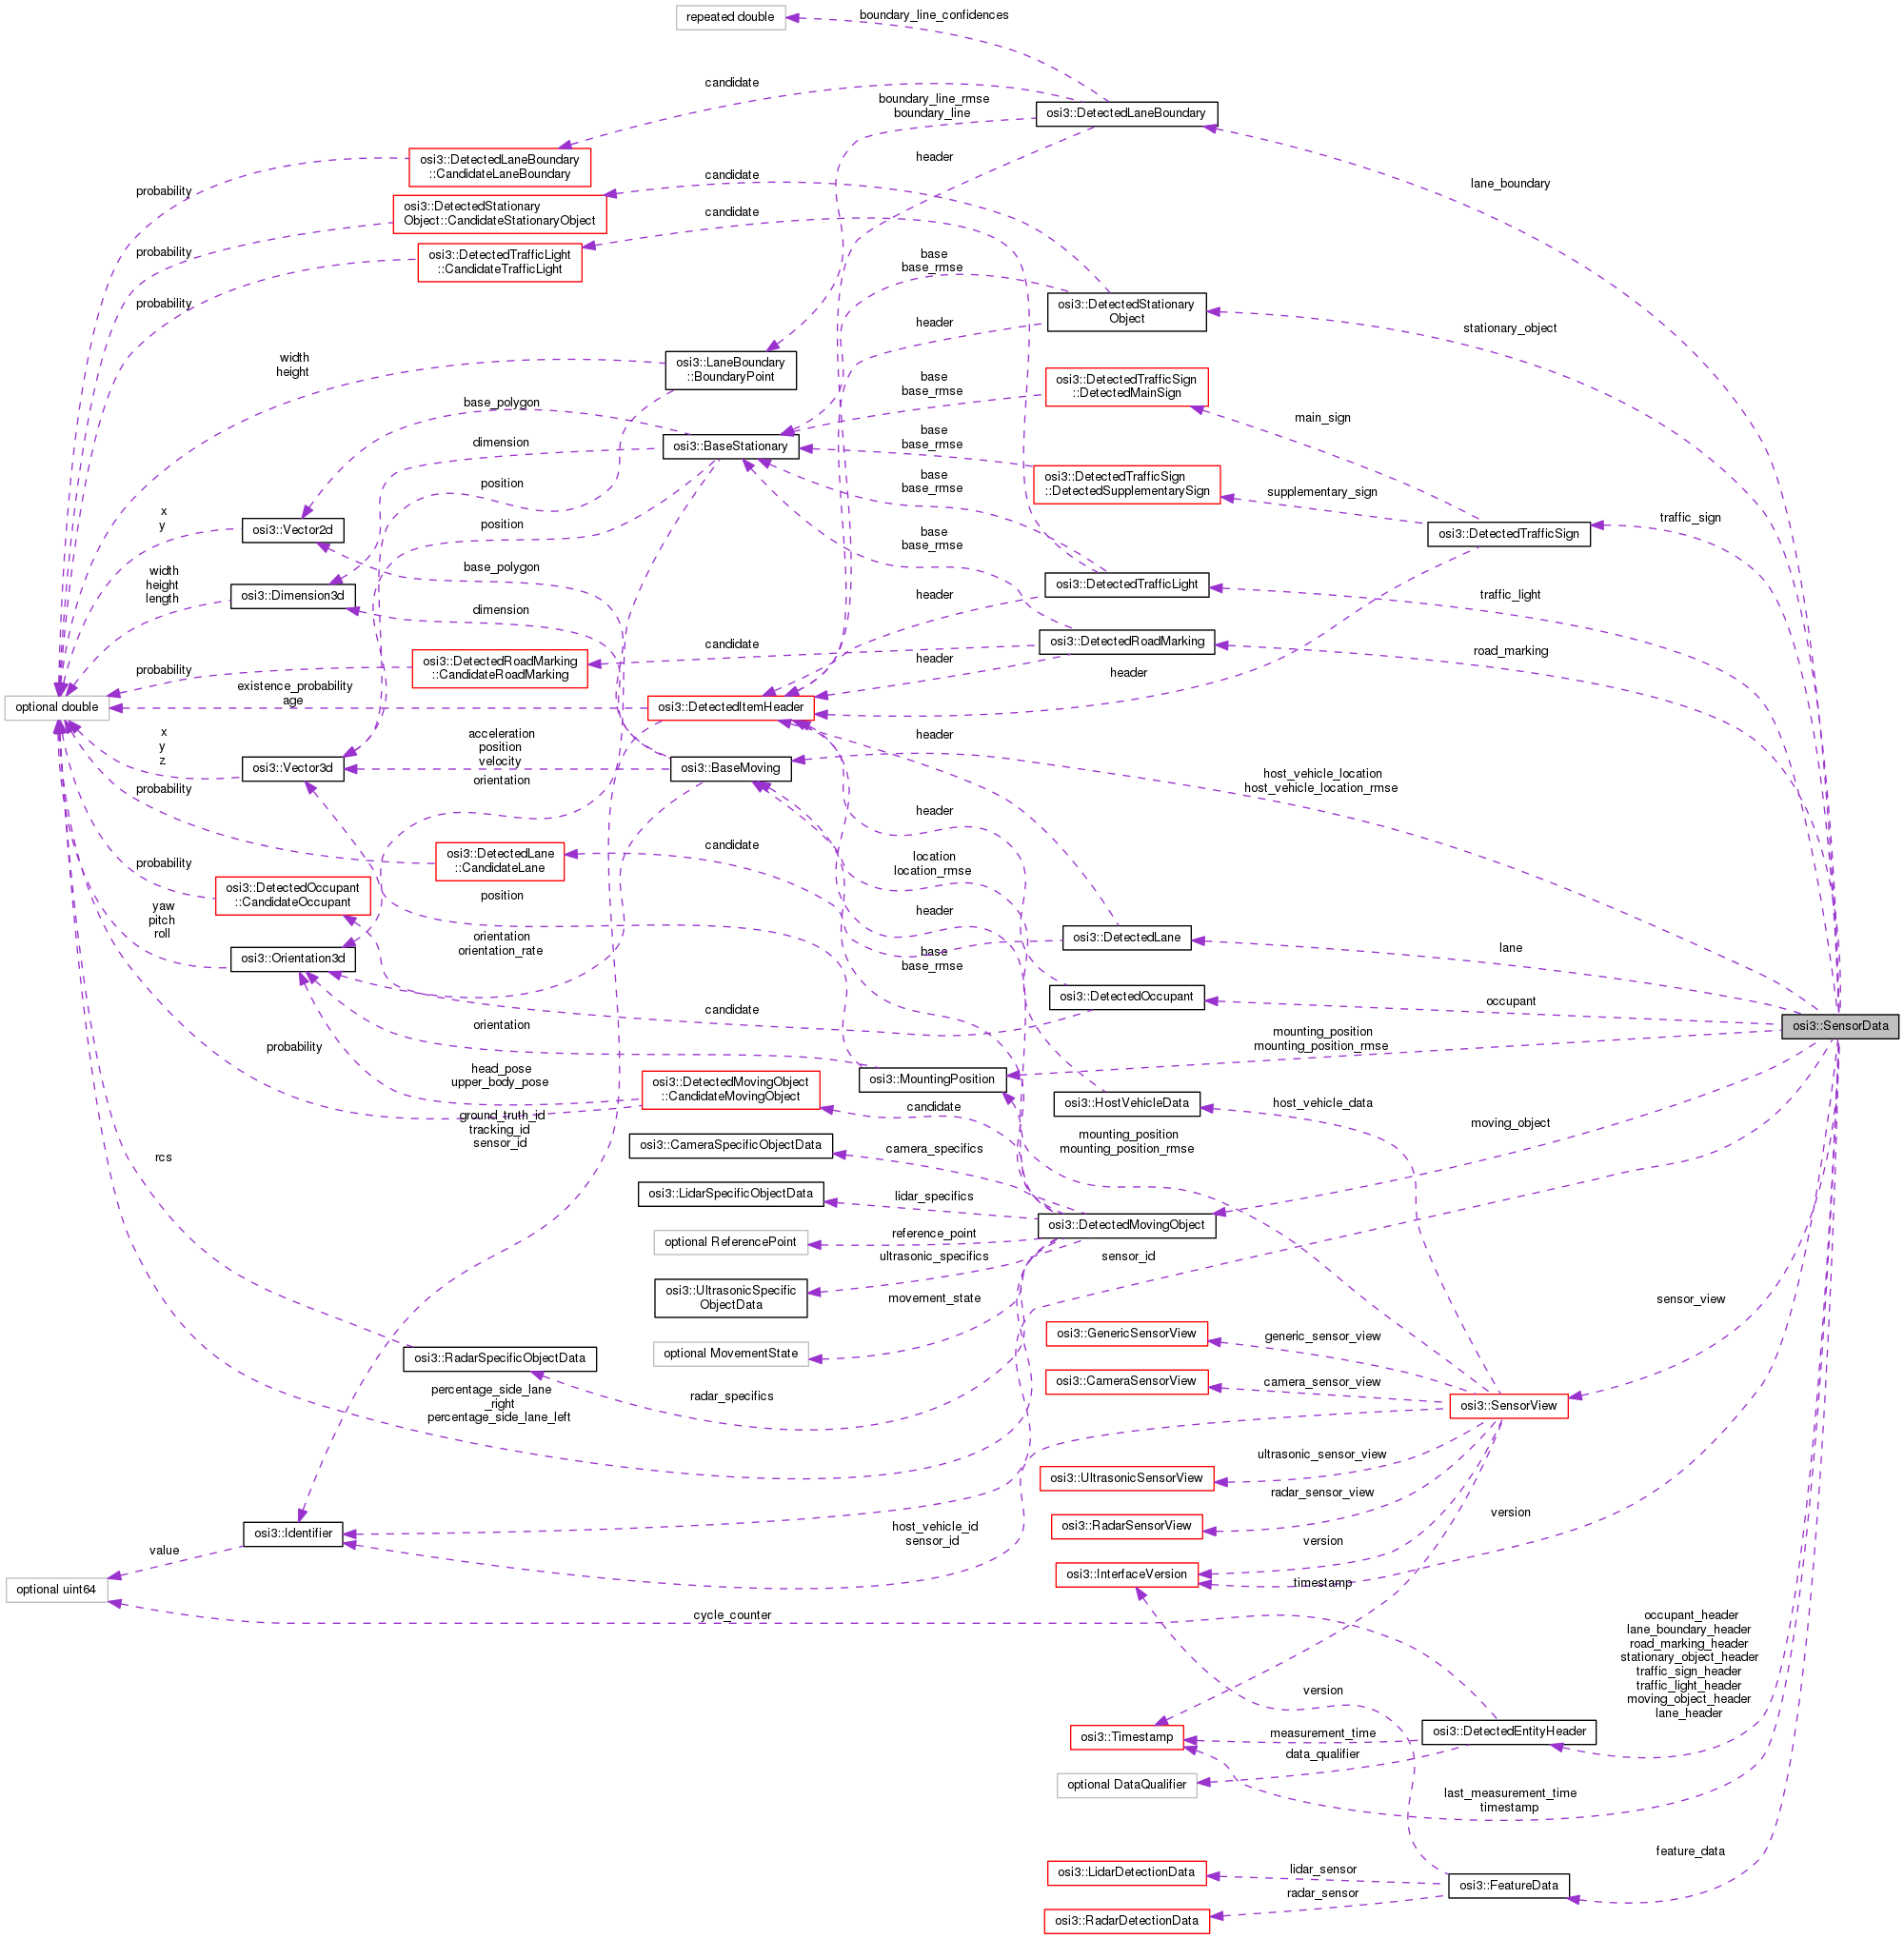 repeated double
boundary_line_confidences
candidate
boundary_line_rmse
boundary_line
osi3::DetectedLaneBoundary
header
osi3::DetectedLaneBoundary
::CandidateLaneBoundary
candidate
lane_boundary
probability
osi3::DetectedStationary
Object::CandidateStationaryObject
candidate
probability
osi3::DetectedTrafficLight
::CandidateTrafficLight
base
base_rmse
probability
osi3::DetectedStationary
Object
stationary_object
header
width
height
osi3::LaneBoundary
::BoundaryPoint
base
base_rmse
osi3::DetectedTrafficSign
::DetectedMainSign
main_sign
base_polygon
dimension
osi3::BaseStationary
base
base_rmse
position
base
base_rmse
osi3::DetectedTrafficSign
::DetectedSupplementarySign
supplementary_sign
x
y
osi3::Vector2d
position
base
base_rmse
osi3::DetectedTrafficSign
traffic_sign
width
height
length
osi3::Dimension3d
base_polygon
dimension
header
osi3::DetectedTrafficLight
traffic_light
osi3::DetectedRoadMarking
road_marking
candidate
header
header
probability
osi3::DetectedRoadMarking
::CandidateRoadMarking
existence_probability
age
optional double
osi3::DetectedItemHeader
header
x
y
z
osi3::Vector3d
acceleration
position
velocity
orientation
osi3::BaseMoving
host_vehicle_location
host_vehicle_location_rmse
probability
header
candidate
osi3::DetectedLane
::CandidateLane
location
location_rmse
probability
osi3::DetectedOccupant
::CandidateOccupant
position
header
yaw
pitch
roll
osi3::Orientation3d
orientation
orientation_rate
base
base_rmse
osi3::DetectedLane
lane
candidate
osi3::DetectedOccupant
occupant
osi3::SensorData
orientation
mounting_position
mounting_position_rmse
probability
head_pose
upper_body_pose
osi3::DetectedMovingObject
::CandidateMovingObject
osi3::MountingPosition
candidate
osi3::HostVehicleData
host_vehicle_data
ground_truth_id
tracking_id
sensor_id
osi3::CameraSpecificObjectData
camera_specifics
mounting_position
mounting_position_rmse
moving_object
rcs
osi3::LidarSpecificObjectData
lidar_specifics
osi3::DetectedMovingObject
optional ReferencePoint
reference_point
ultrasonic_specifics
sensor_id
osi3::UltrasonicSpecific
ObjectData
movement_state
sensor_view
osi3::GenericSensorView
generic_sensor_view
optional MovementState
osi3::RadarSpecificObjectData
osi3::CameraSensorView
camera_sensor_view
radar_specifics
osi3::SensorView
percentage_side_lane
_right
percentage_side_lane_left
osi3::UltrasonicSensorView
ultrasonic_sensor_view
radar_sensor_view
osi3::RadarSensorView
version
osi3::Identifier
host_vehicle_id
sensor_id
version
value
osi3::InterfaceVersion
timestamp
optional uint64
cycle_counter
occupant_header
lane_boundary_header
road_marking_header
stationary_object_header
traffic_sign_header
traffic_light_header
moving_object_header
lane_header
version
osi3::Timestamp
measurement_time
osi3::DetectedEntityHeader
data_qualifier
optional DataQualifier
last_measurement_time
timestamp
feature_data
osi3::LidarDetectionData
lidar_sensor
osi3::FeatureData
radar_sensor
osi3::RadarDetectionData